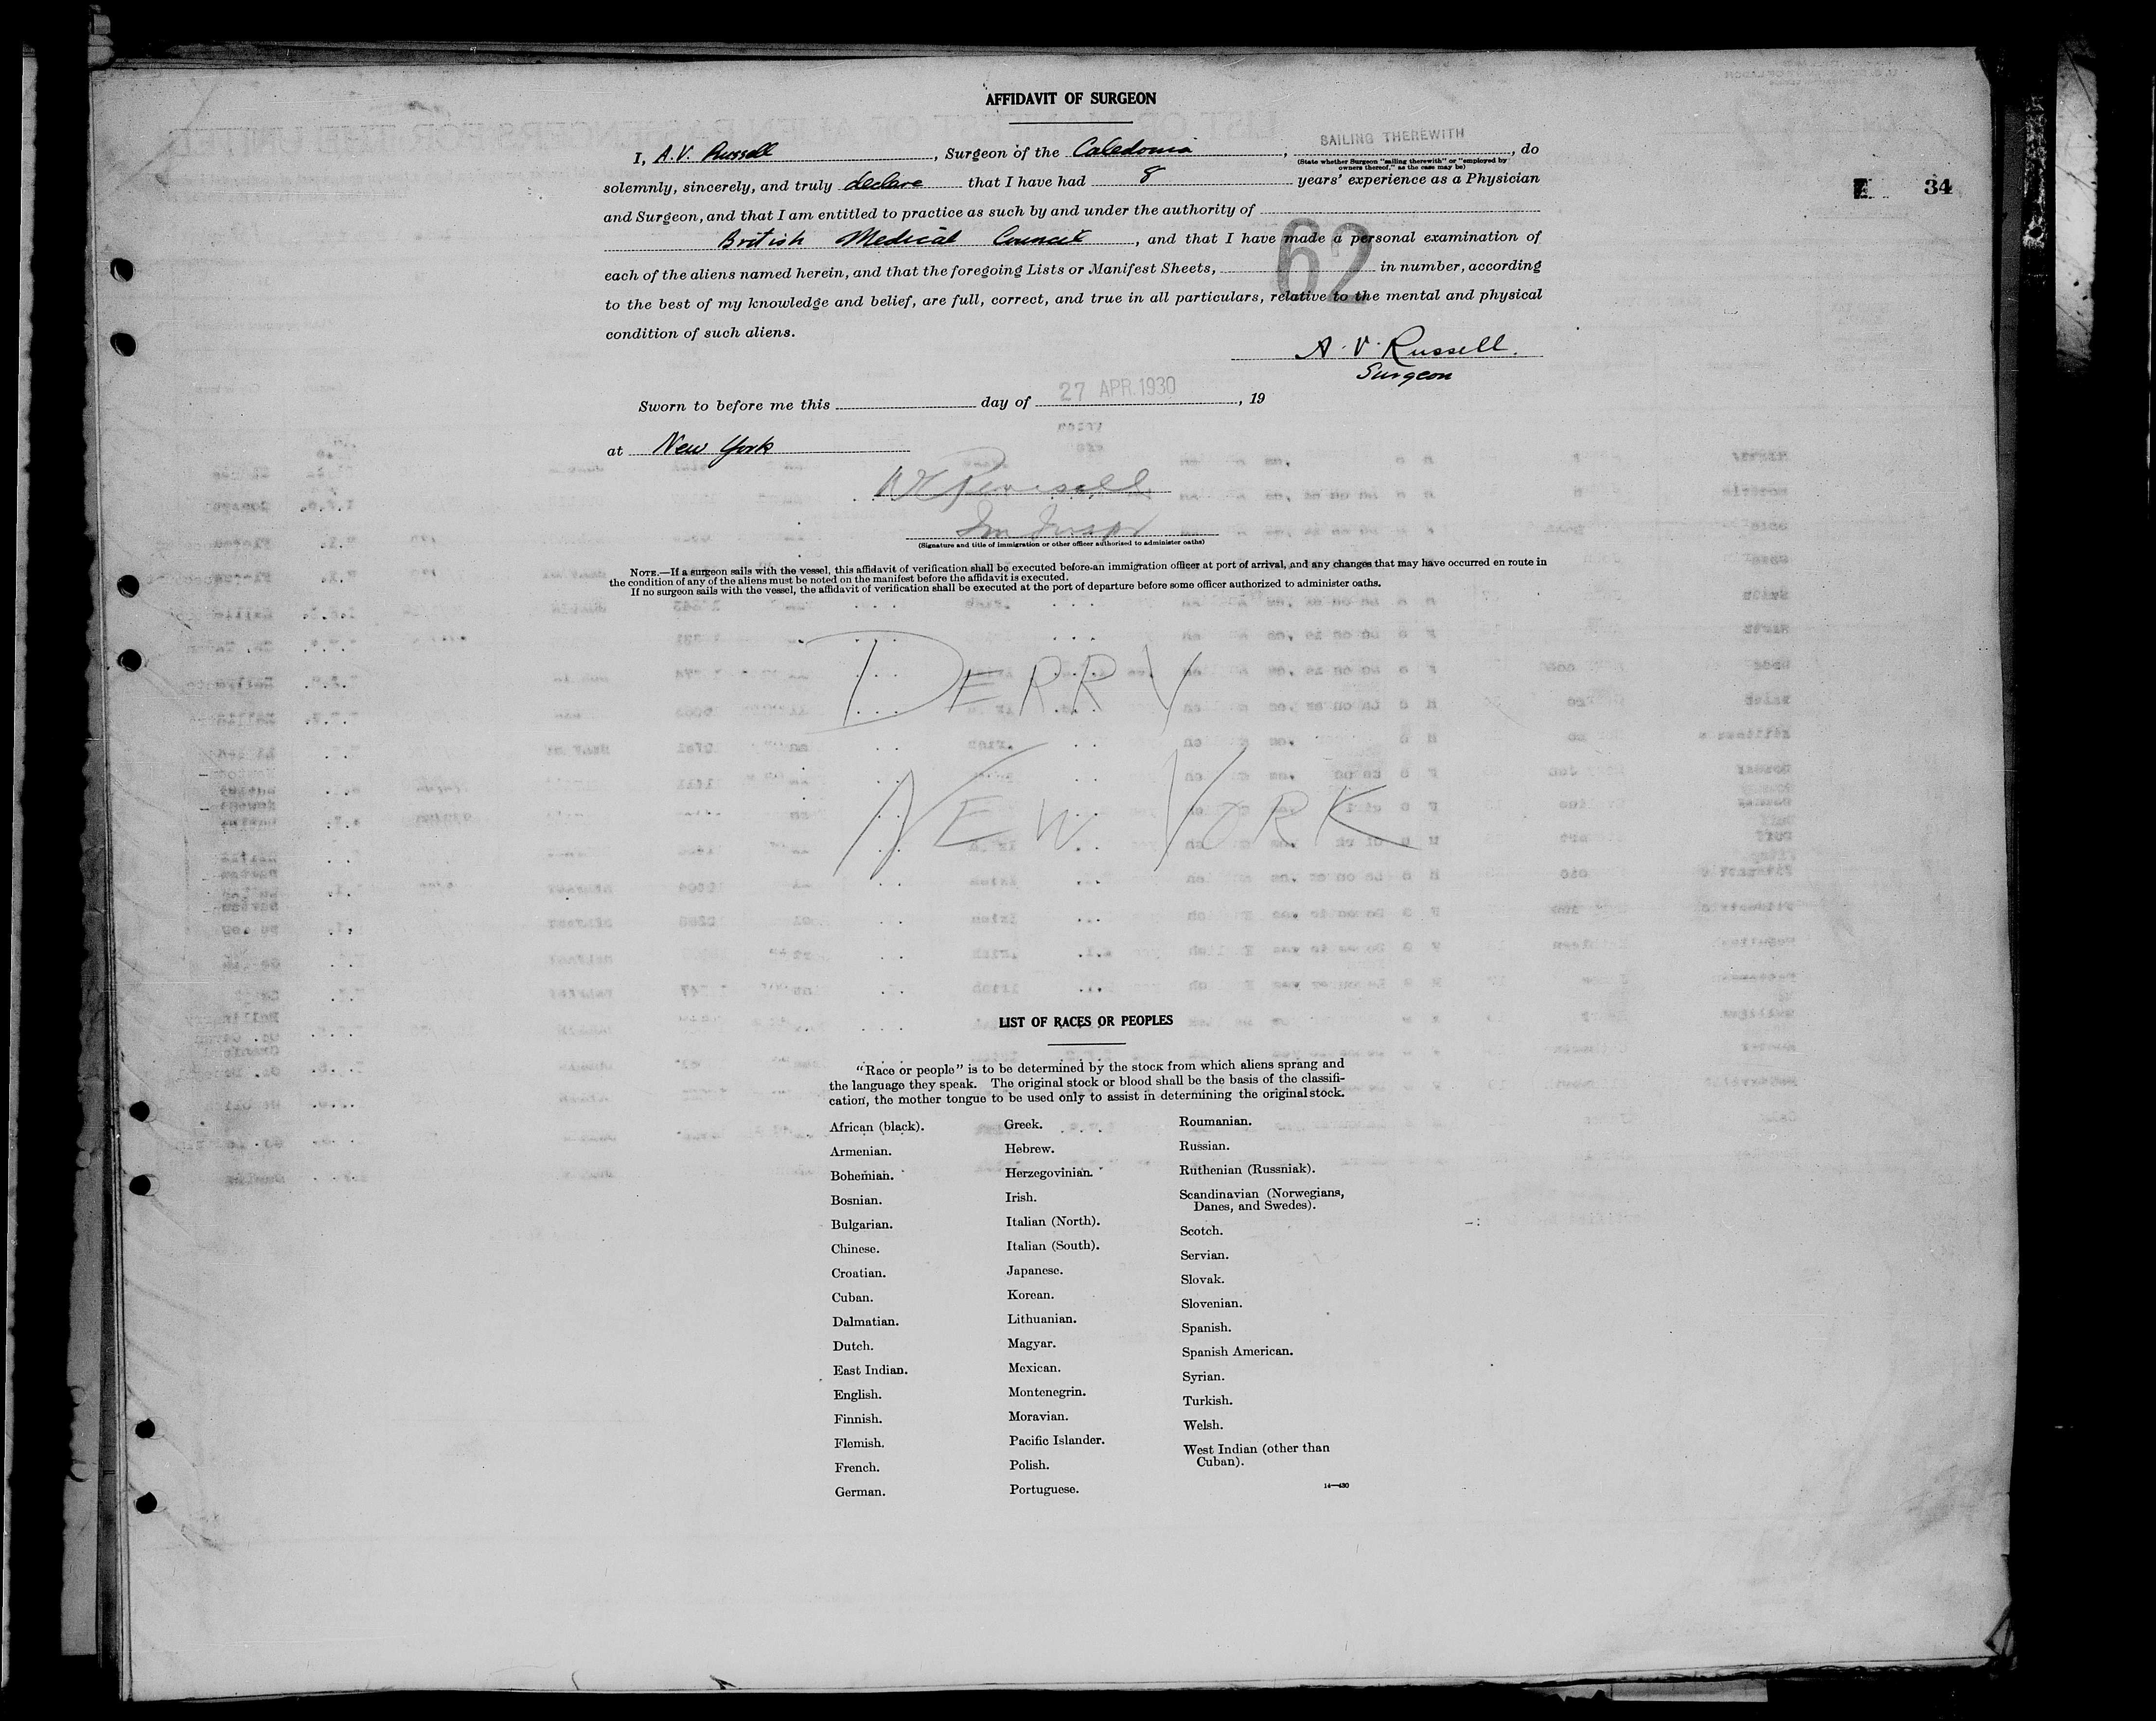 AFFIDAVIT OF SURGEON
SAILING THEREWITH
I, A.V. Russell, Surgeon of the Caledonia, , do
(State whether Surgeon "sailing therewith" or "employed by
owners thereof," as the case may be)
solemnly, sincerely, and truly declare that I have had 8 years' experience as a Physician
34
and Surgeon, and that I am entitled to practice as such by and under the authority of
British Medical Council, and that I have made a personal examination of
each of the aliens named herein, and that the foregoing Lists or Manifest Sheets, 62 in number, according
to the best of my knowledge and belief, are full, correct, and true in all particulars, relative to the mental and physical
condition of such aliens.
A. V. Russell.
Surgeon
27 APR. 1930
Sworn to before me this day of , 19
at New York
(Signature and title of immigration or other officer authorized to administer oaths)
NOTE.—If a surgeon sails with the vessel, this affidavit of verification shall be executed before an immigration officer at port of arrival, and any changes that may have occurred en route in
the condition of any of the aliens must be noted on the manifest before the affidavit is executed.
If no surgeon sails with the vessel, the affidavit of verification shall be executed at the port of departure before some officer authorized to administer oaths.
DERRY
NEW YORK
LIST OF RACES OR PEOPLES
"Race or people" is to be determined by the stock from which aliens sprang and
the language they speak. The original stock or blood shall be the basis of the classifi-
cation, the mother tongue to be used only to assist in determining the original stock.
African (black).
Armenian.
Bohemian.
Bosnian.
Bulgarian.
Chinese.
Croatian.
Cuban.
Dalmatian.
Dutch.
East Indian.
English.
Finnish.
Flemish.
French.
German.
Greek.
Hebrew.
Herzegovinian.
Irish.
Italian (North).
Italian (South).
Japanese.
Korean.
Lithuanian.
Magyar.
Mexican.
Montenegrin.
Moravian.
Pacific Islander.
Polish.
Portuguese.
Roumanian.
Russian.
Ruthenian (Russniak).
Scandinavian (Norwegians,
Danes, and Swedes).
Scotch.
Servian.
Slovak.
Slovenian.
Spanish.
Spanish American.
Syrian.
Turkish.
Welsh.
West Indian (other than
Cuban).
14—430